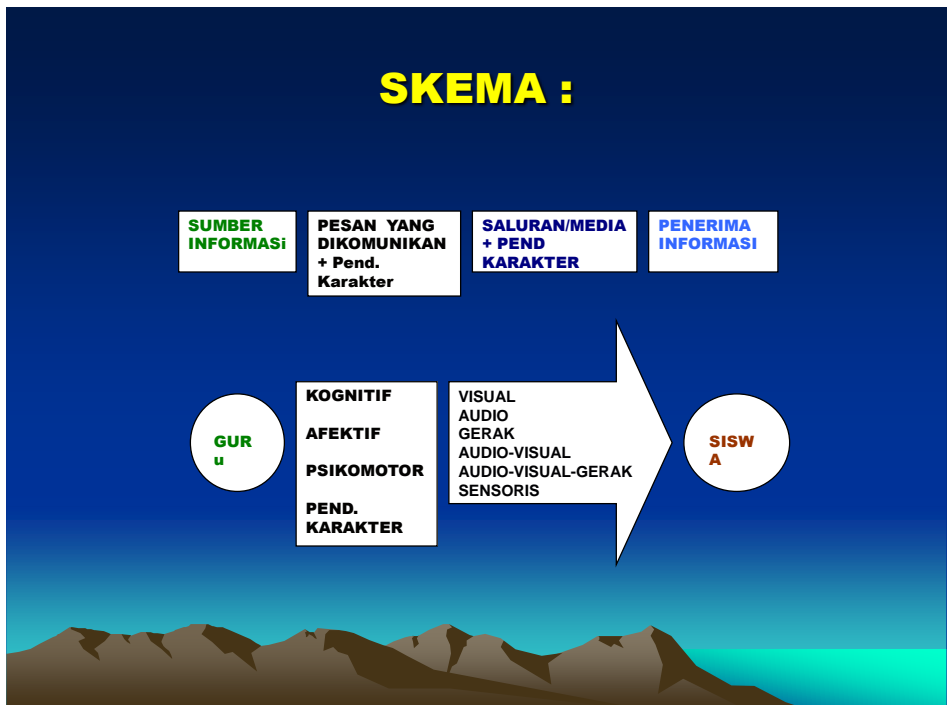 SKEMA :
SUMBER
INFORMASi
PESAN YANG
DIKOMUNIKAN
+ Pend.
Karakter
SALURAN/MEDIA
+ PEND
KARAKTER
PENERIMA
INFORMASI
GUR
u
KOGNITIF
AFEKTIF
PSIKOMOTOR
PEND.
KARAKTER
VISUAL
AUDIO
GERAK
AUDIO-VISUAL
AUDIO-VISUAL-GERAK
SENSORIS
SISW
A